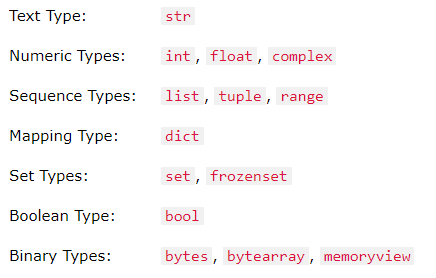 Text Type: str
Numeric Types: int, float, complex
Sequence Types: list, tuple, range
Mapping Type: dict
Set Types: set, frozenset
Boolean Type: bool
Binary Types: bytes, bytearray, memoryview